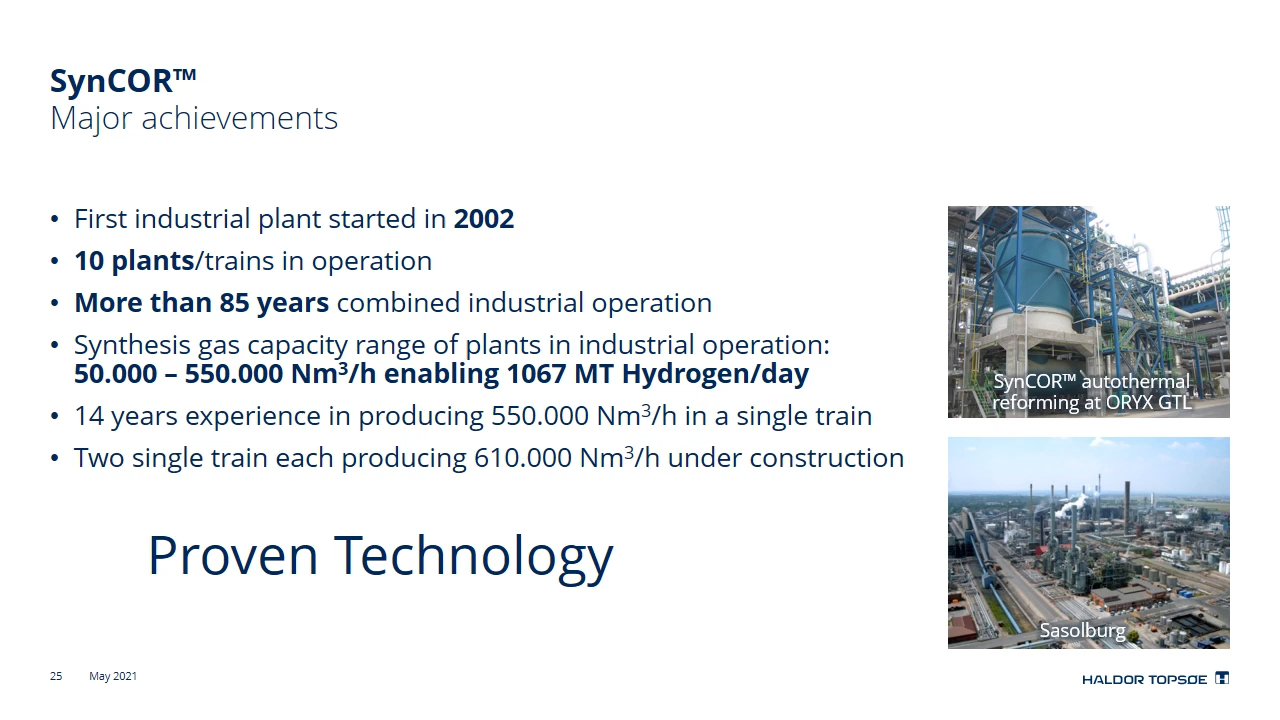 SynCOR™
Major achievements
• First industrial plant started in 2002
• 10 plants/trains in operation
• More than 85 years combined industrial operation
• Synthesis gas capacity range of plants in industrial operation:
50.000 – 550.000 Nm³/h enabling 1067 MT Hydrogen/day
• 14 years experience in producing 550.000 Nm³/h in a single train
• Two single train each producing 610.000 Nm³/h under construction
Proven Technology
SynCOR™ autothermal
reforming at ORYX GTL
Sasolburg
25 May 2021
HALDOR TOPSØE